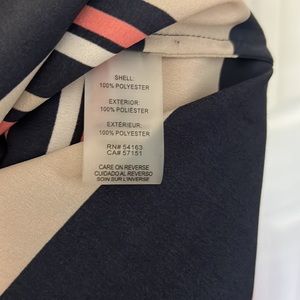 SHELL:
100% POLYESTER
EXTERIOR:
100% POLIÉSTER
EXTÉRIEUR:
100% POLYESTER
RN# 54163
CA# 57151
CARE ON REVERSE
CUIDADO AL REVERSO
SOIN SUR L'INVERSE